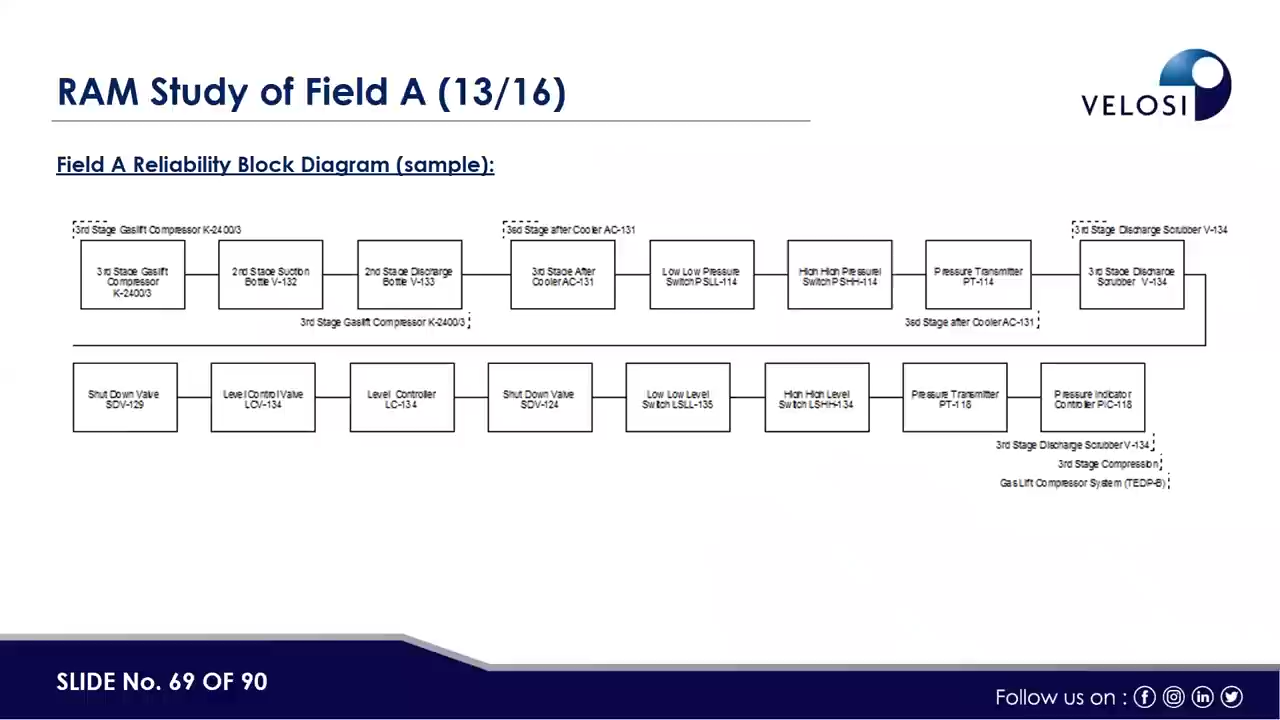 RAM Study of Field A (13/16)
VELOSI
Field A Reliability Block Diagram (sample):
3rd Stage Gaslift Compressor K-2400/3
3sd Stage after Cooler AC-131
3rd Stage Discharge Scrubber V-134
3rd Stage Gaslift
Compressor
K-2400/3
2nd Stage Suction
Bottle V-132
2nd Stage Discharge
Bottle V-133
3rd Stage After
Cooler AC-131
Low Low Pressure
Switch PSLL-114
High High Pressurel
Switch PSHH-114
Pressure Transmitter
PT-114
3rd Stage Discharge
Scrubber V-134
3rd Stage Gaslift Compressor K-2400/3
3sd Stage after Cooler AC-131
Shut Down Valve
SDV-129
Level Control Valve
LCV-134
Level Controller
LC-134
Shut Down Valve
SDV-124
Low Low Level
Switch LSLL-135
High High Level
Switch LSHH-134
Pressure Transmitter
PT-118
Pressure Indicator
Controller PIC-118
3rd Stage Discharge Scrubber V-134
3rd Stage Compression
Gas Lift Compressor System (TEDP-B)
SLIDE No. 69 OF 90
Follow us on :